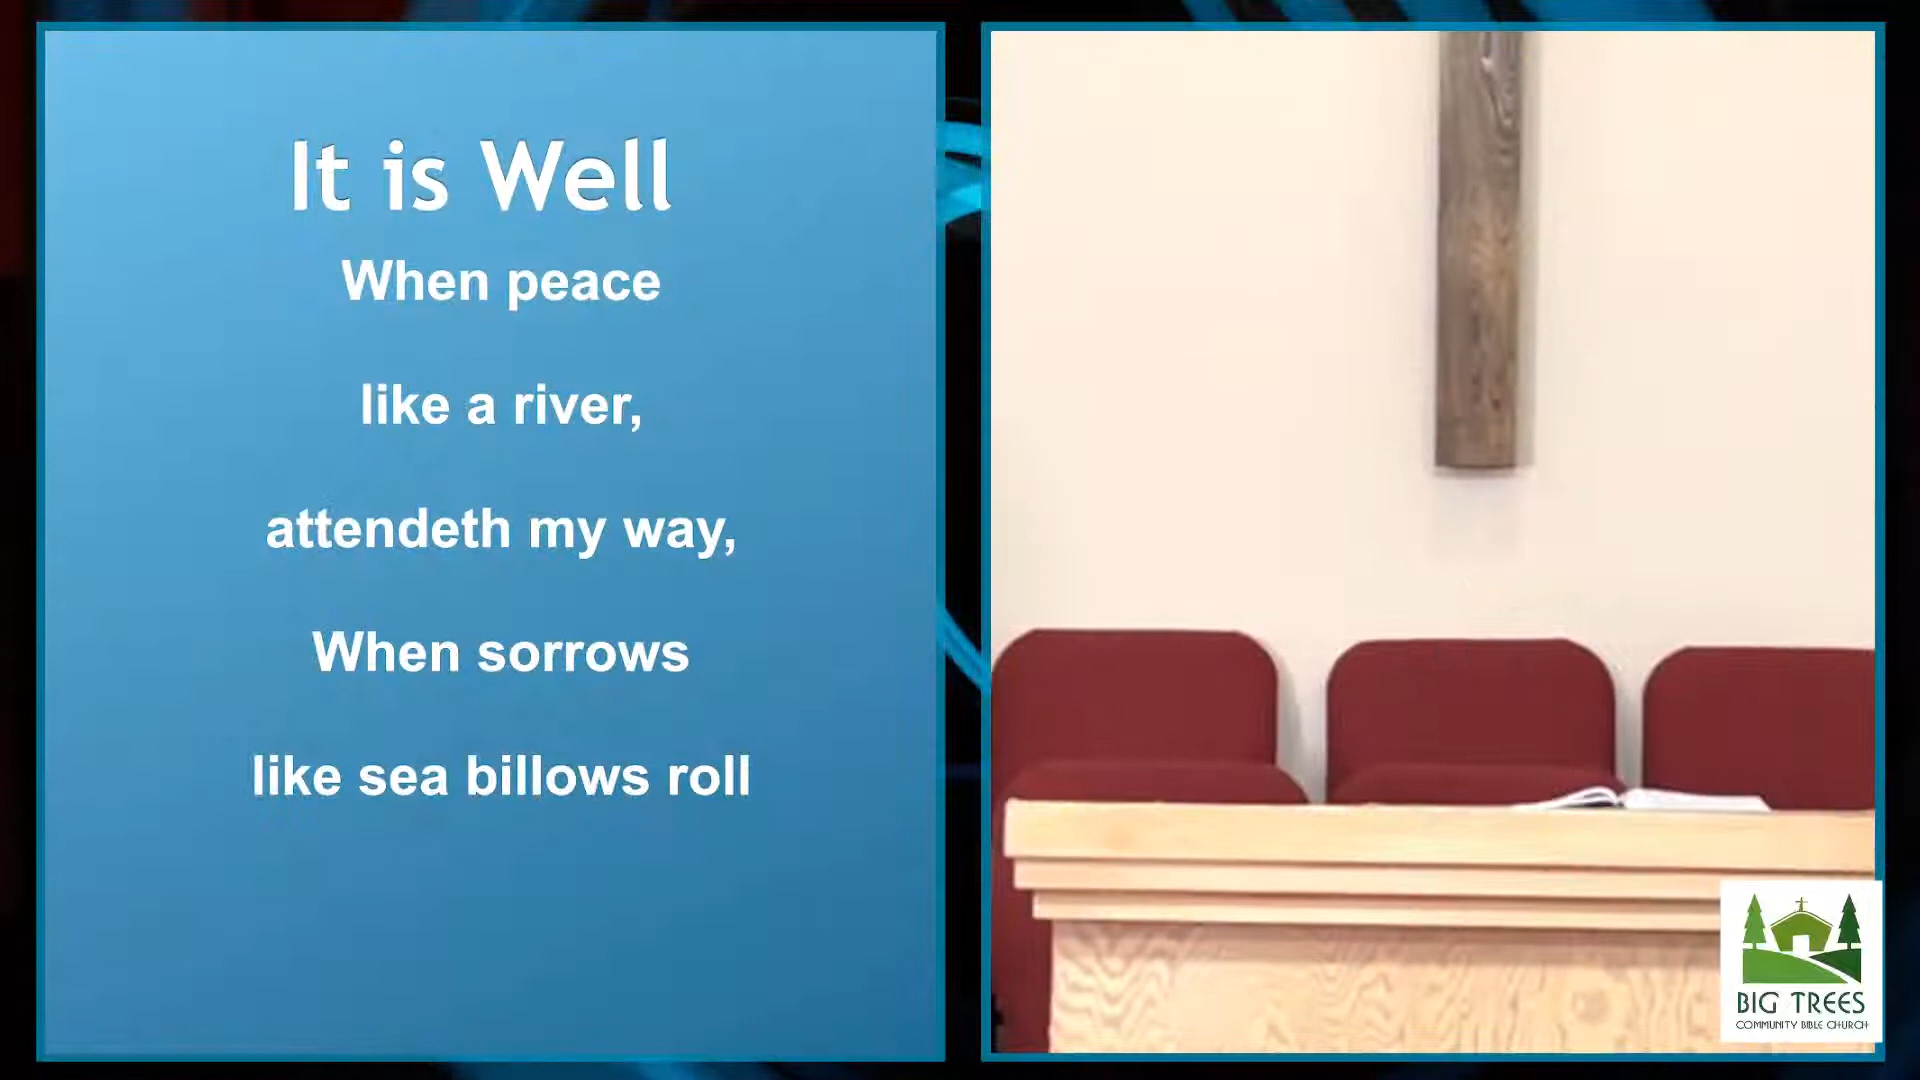 It is Well
When peace
like a river,
attendeth my way,
When sorrows
like sea billows roll
BIG TREES
COMMUNITY BIBLE CHURCH